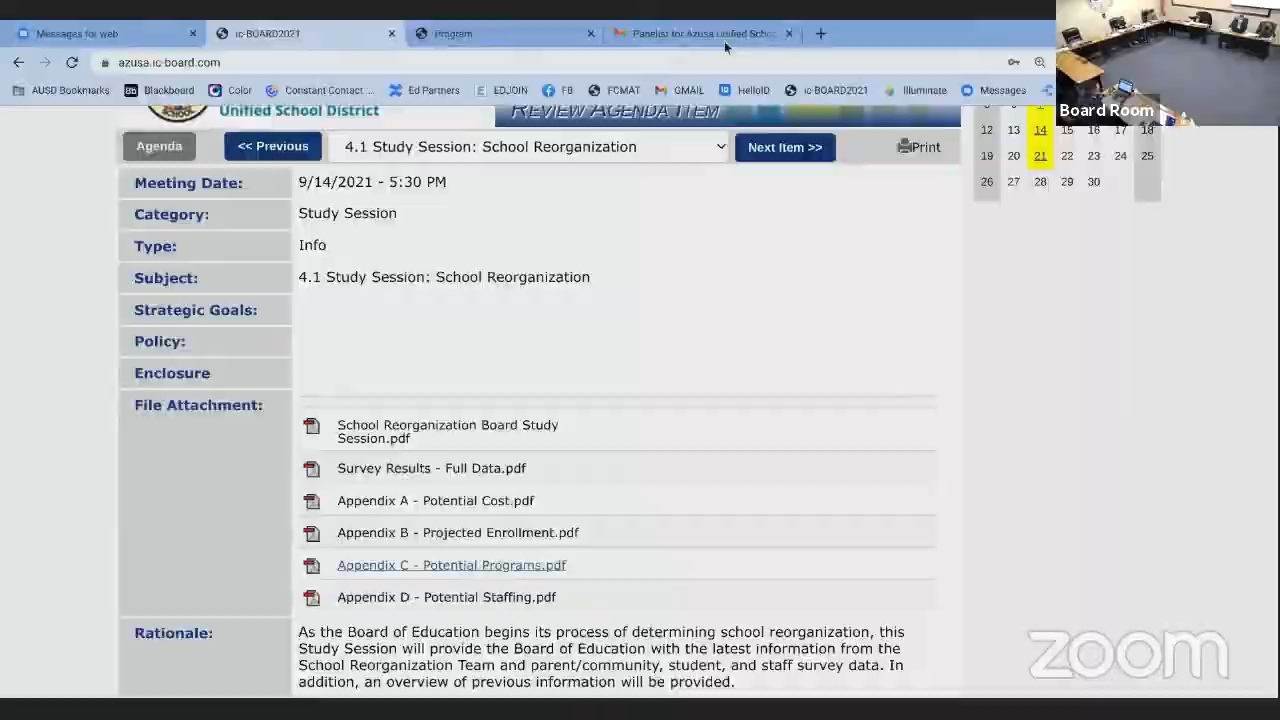 Messages for web
ic-BOARD2021
Program
Panelist for Azusa Unified Schoo
azusa.ic-board.com
AUSD Bookmarks
Bb Blackboard
Color
Constant Contact ...
Ed Partners
E EDJOIN
FB
FCMAT
GMAIL
ID HelloID
ic-BOARD2021
Illuminate
Messages
Board Room
Unified School District
REVIEW AGENDA ITEM
Agenda
<< Previous
4.1 Study Session: School Reorganization
Next Item >>
Print
12 13 14 15 16 17 18
19 20 21 22 23 24 25
26 27 28 29 30
Meeting Date: 9/14/2021 - 5:30 PM
Category: Study Session
Type: Info
Subject: 4.1 Study Session: School Reorganization
Strategic Goals:
Policy:
Enclosure
File Attachment:
School Reorganization Board Study
Session.pdf
Survey Results - Full Data.pdf
Appendix A - Potential Cost.pdf
Appendix B - Projected Enrollment.pdf
Appendix C - Potential Programs.pdf
Appendix D - Potential Staffing.pdf
Rationale: As the Board of Education begins its process of determining school reorganization, this
Study Session will provide the Board of Education with the latest information from the
School Reorganization Team and parent/community, student, and staff survey data. In
addition, an overview of previous information will be provided.
zoom